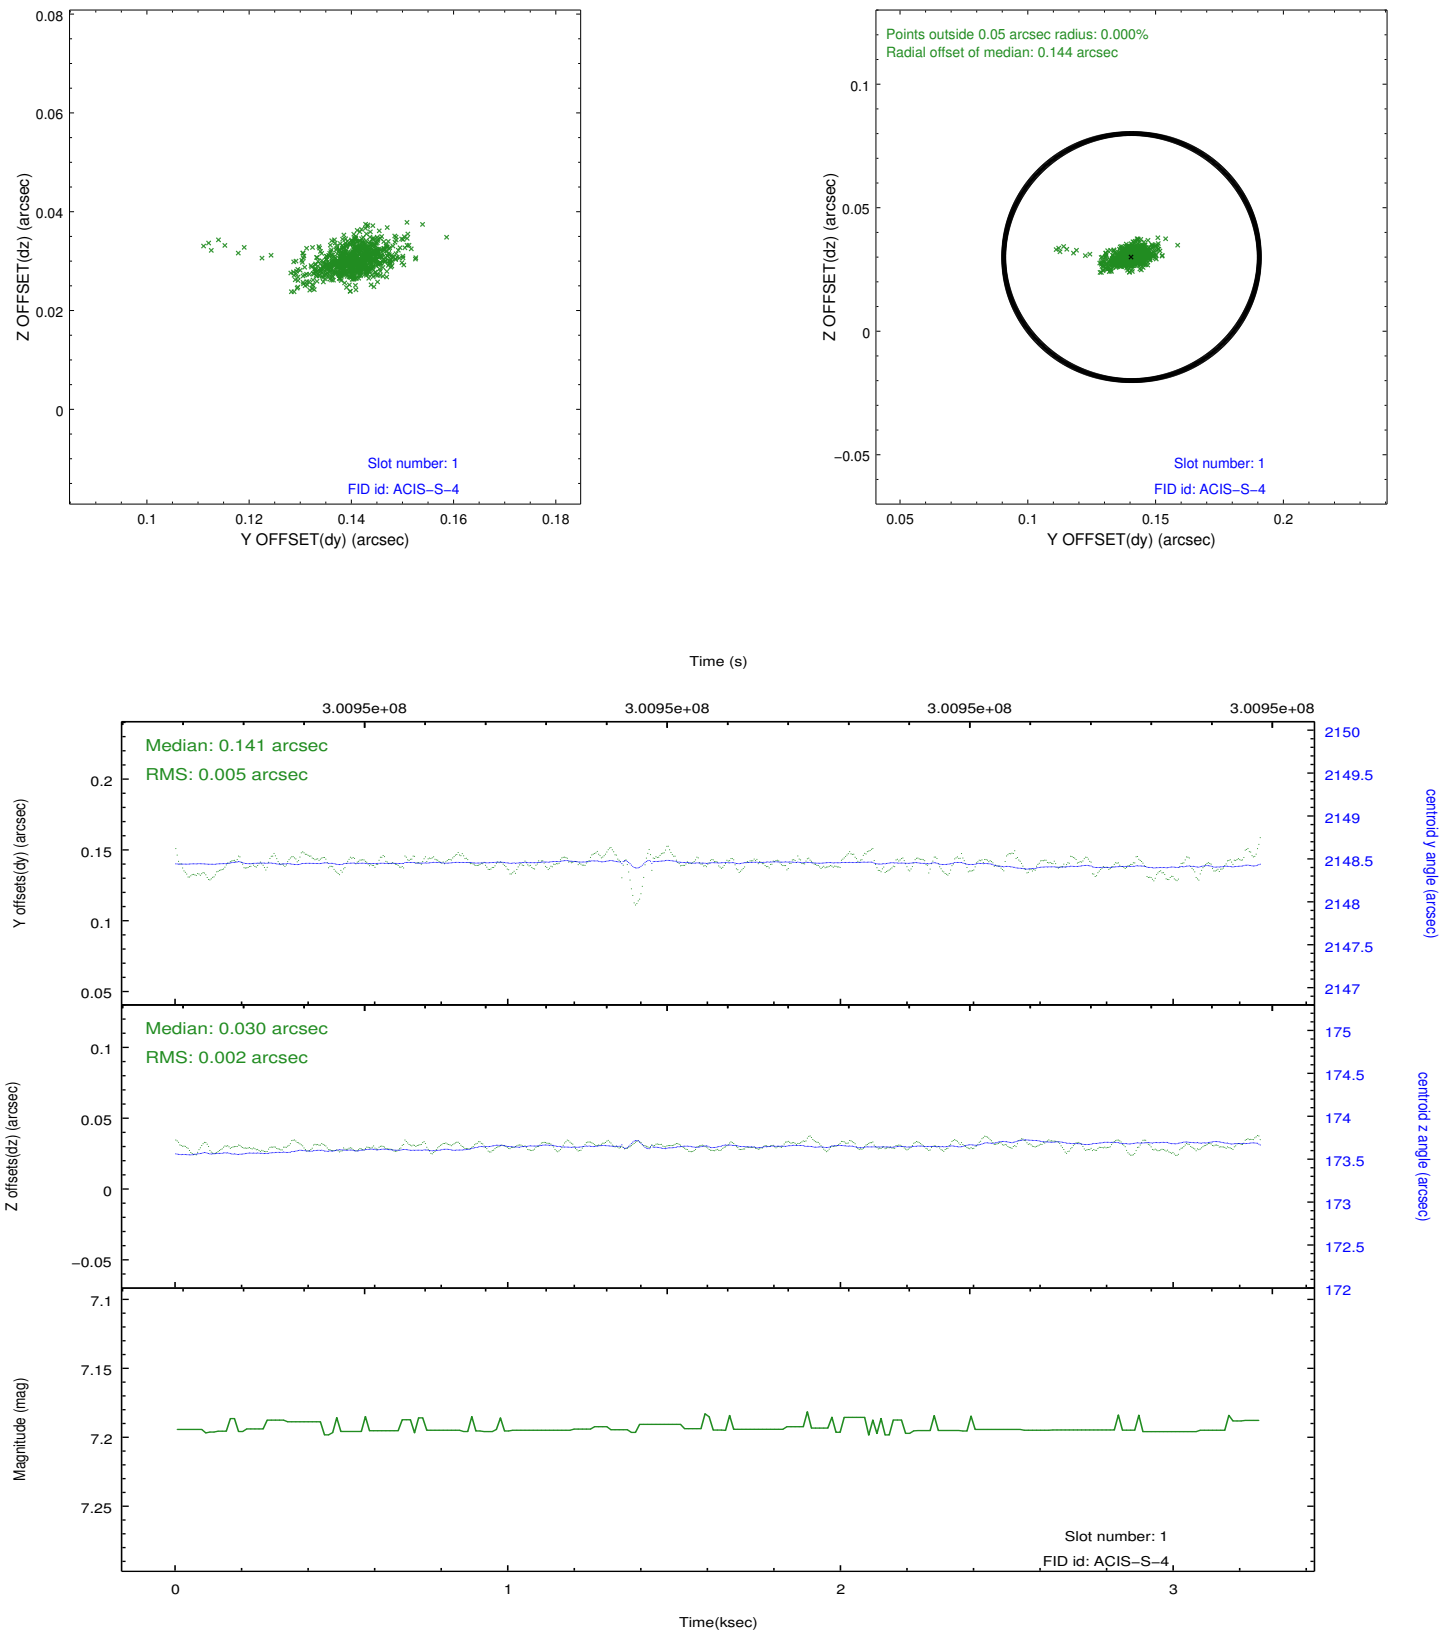 0.08
0.06
0.04
0.02
0
Z OFFSET(dz) (arcsec)
Slot number: 1
FID id: ACIS−S−4
0.1 0.12 0.14 0.16 0.18
Y OFFSET(dy) (arcsec)
Points outside 0.05 arcsec radius: 0.000%
Radial offset of median: 0.144 arcsec
0.1
0.05
0
−0.05
Z OFFSET(dz) (arcsec)
Slot number: 1
FID id: ACIS−S−4
0.05 0.1 0.15 0.2
Y OFFSET(dy) (arcsec)
Time (s)
3.0095e+08 3.0095e+08 3.0095e+08 3.0095e+08
Median: 0.141 arcsec
RMS: 0.005 arcsec
0.2
0.15
0.1
0.05
Y offsets(dy) (arcsec)
2150
2149.5
2149
2148.5
2148
2147.5
2147
centroid y angle (arcsec)
Median: 0.030 arcsec
RMS: 0.002 arcsec
0.1
0.05
0
−0.05
Z offsets(dz) (arcsec)
175
174.5
174
173.5
173
172.5
172
centroid z angle (arcsec)
7.1
7.15
7.2
7.25
Magnitude (mag)
Slot number: 1
FID id: ACIS−S−4
0 1 2 3
Time(ksec)